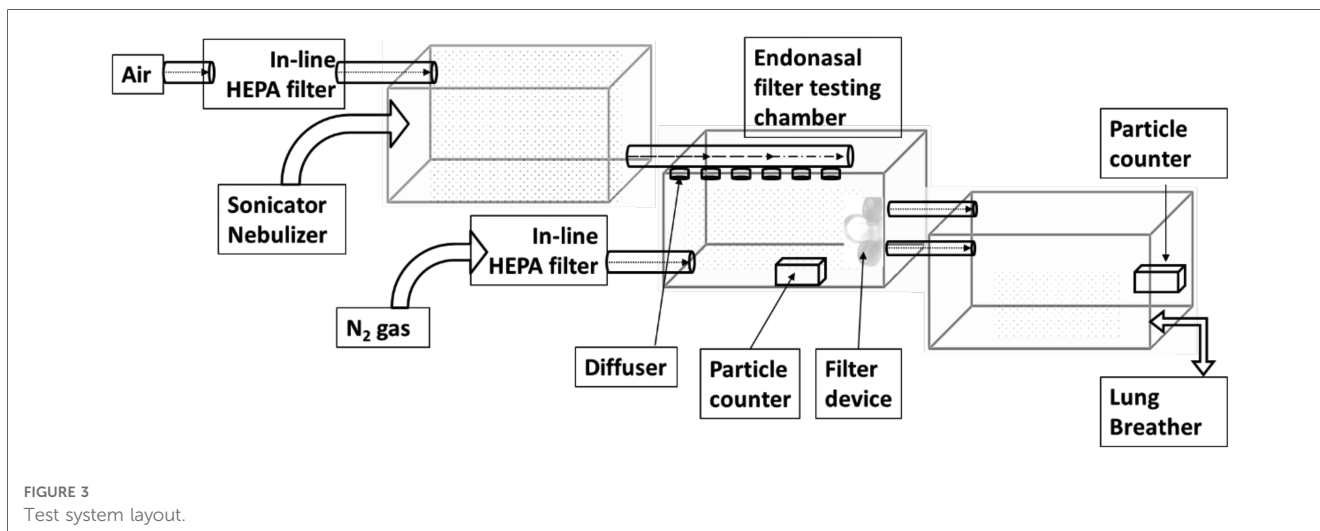 Air
In-line
HEPA filter
Sonicator
Nebulizer
In-line
HEPA filter
N₂ gas
Endonasal
filter testing
chamber
Particle
counter
Diffuser
Particle
counter
Filter
device
Lung
Breather
FIGURE 3
Test system layout.